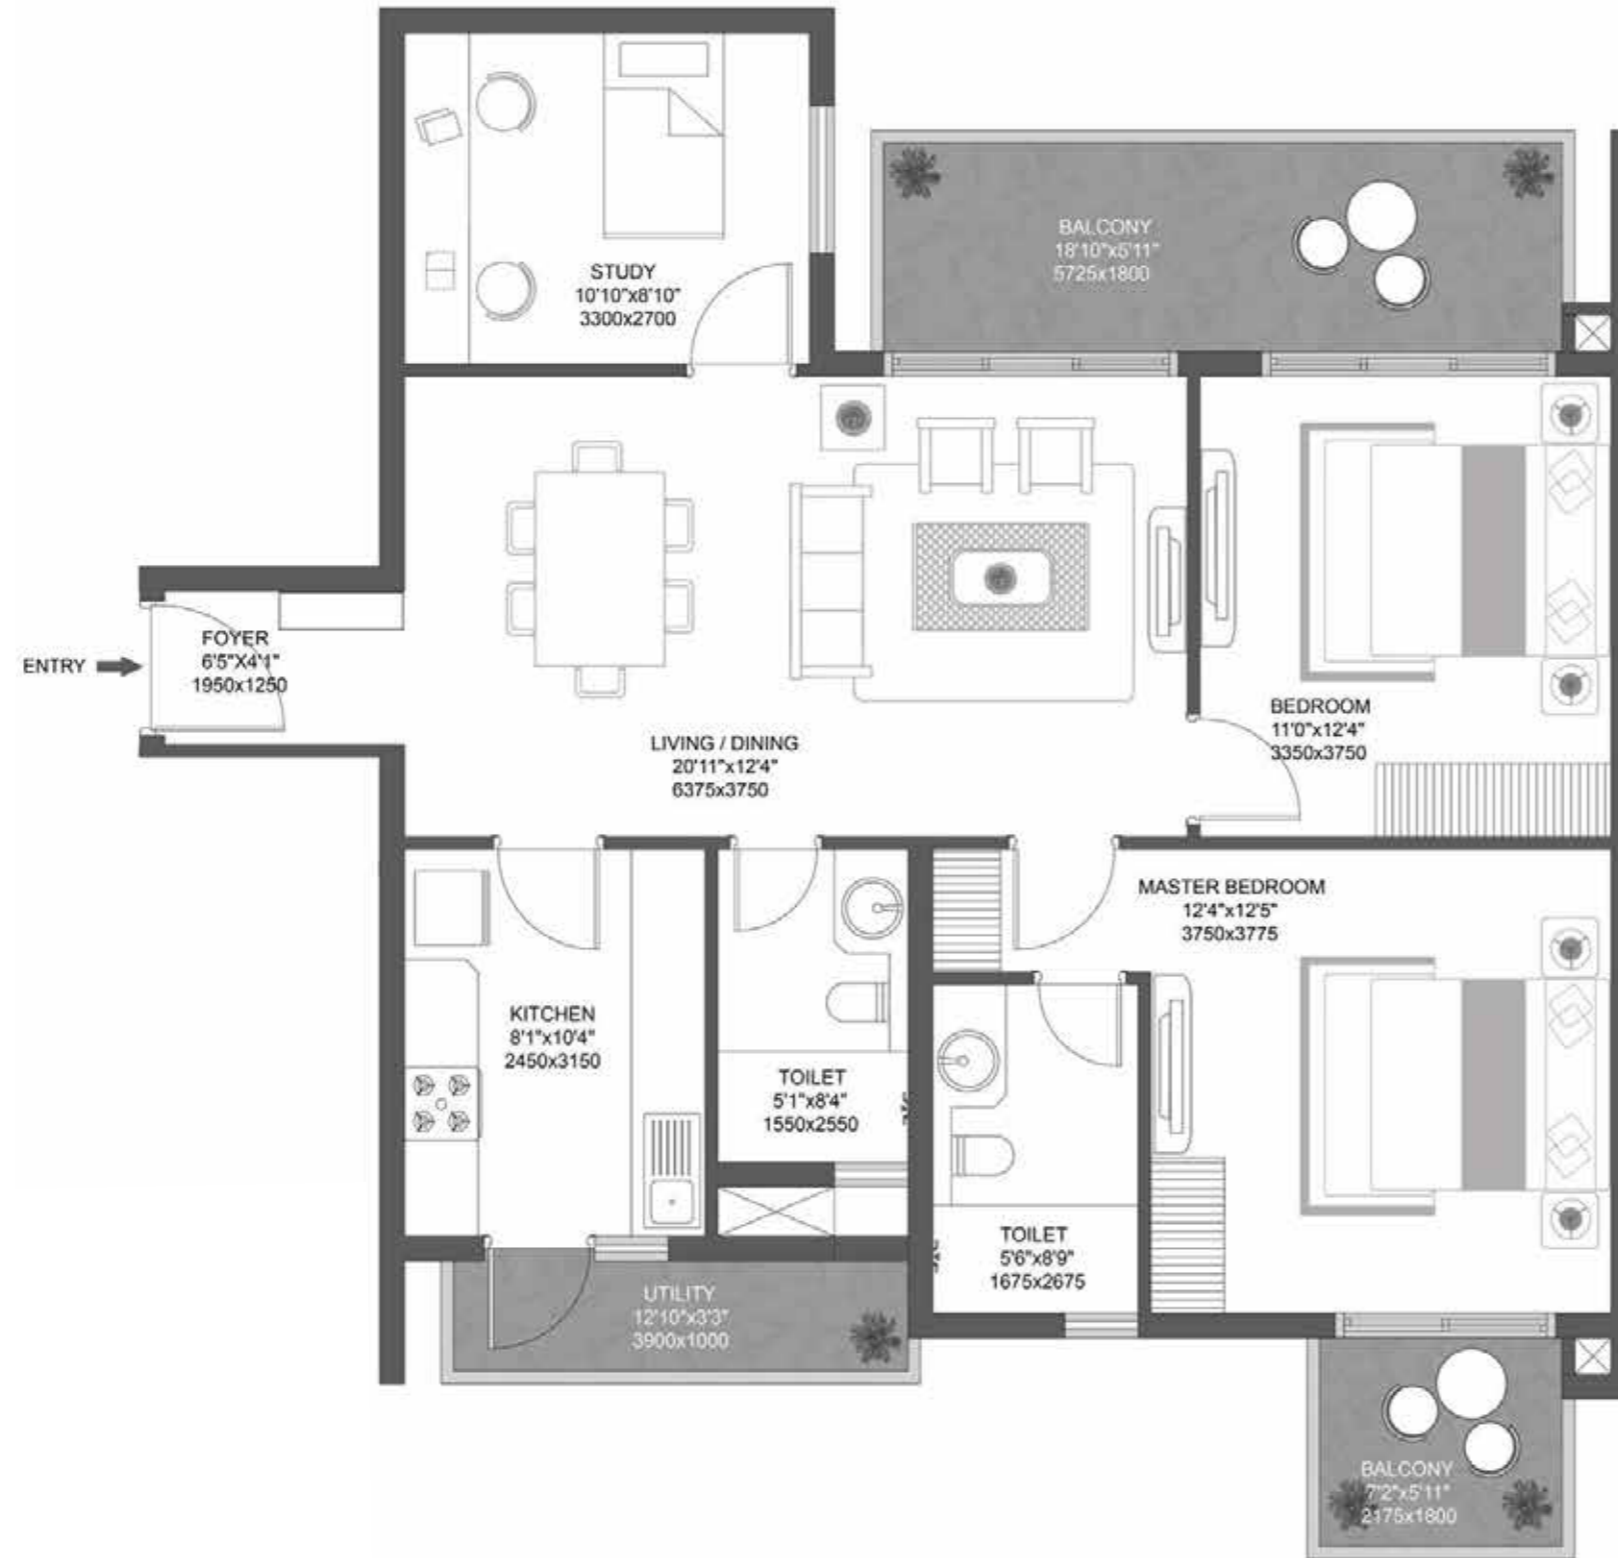 STUDY
10'10"x8'10"
3300x2700
BALCONY
18'10"x5'11"
5725x1800
ENTRY
FOYER
6'5"X4'1"
1950x1250
LIVING / DINING
20'11"x12'4"
6375x3750
BEDROOM
11'0"x12'4"
3350x3750
MASTER BEDROOM
12'4"x12'5"
3750x3775
KITCHEN
8'1"x10'4"
2450x3150
TOILET
5'1"x8'4"
1550x2550
TOILET
5'6"x8'9"
1675x2675
UTILITY
12'10"x3'3"
3900x1000
BALCONY
7'2"x5'11"
2175x1800